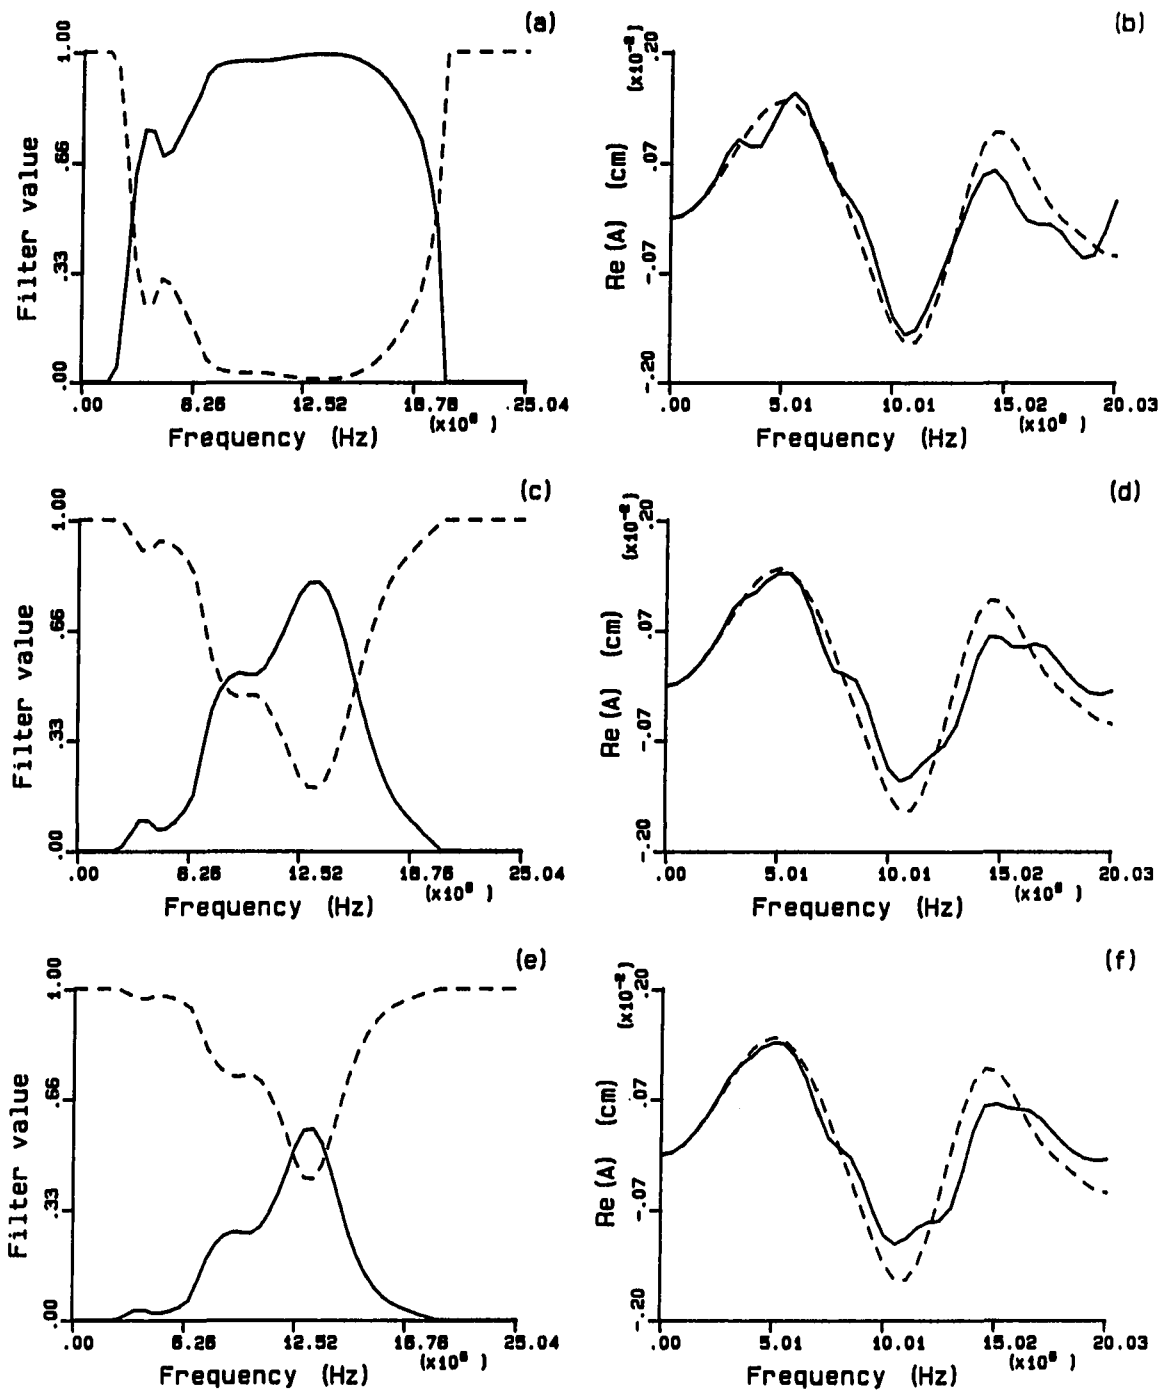 (a)
1.00
.66
.33
.00
Filter value
.00 6.26 12.52 18.78 .25.04
(x10⁶ )
Frequency (Hz)
(b)
(x10⁻²)
.20
.07
-.07
-.20
Re(A) (cm)
.00 5.01 10.01 15.02 20.03
(x10⁶ )
Frequency (Hz)
(c)
1.00
.66
.33
.00
Filter value
.00 6.26 12.52 18.78 25.04
(x10⁶ )
Frequency (Hz)
(d)
(x10⁻²)
.20
.07
-.07
-.20
Re(A) (cm)
.00 5.01 10.01 15.02 20.03
(x10⁶ )
Frequency (Hz)
(e)
1.00
.66
.33
.00
Filter value
.00 6.26 12.52 18.78 25.04
(x10⁶ )
Frequency (Hz)
(f)
(x10⁻²)
.20
.07
-.07
-.20
Re(A) (cm)
.00 5.01 10.01 15.02 20.03
(x10⁶ )
Frequency (Hz)